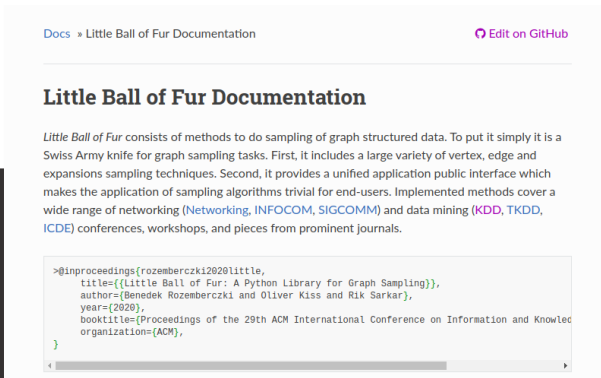 Docs » Little Ball of Fur Documentation
Edit on GitHub
Little Ball of Fur Documentation
Little Ball of Fur consists of methods to do sampling of graph structured data. To put it simply it is a
Swiss Army knife for graph sampling tasks. First, it includes a large variety of vertex, edge and
expansions sampling techniques. Second, it provides a unified application public interface which
makes the application of sampling algorithms trivial for end-users. Implemented methods cover a
wide range of networking (Networking, INFOCOM, SIGCOMM) and data mining (KDD, TKDD,
ICDE) conferences, workshops, and pieces from prominent journals.
>@inproceedings{rozemberczki2020little,
title={{Little Ball of Fur: A Python Library for Graph Sampling}},
author={Benedek Rozemberczki and Oliver Kiss and Rik Sarkar},
year={2020},
booktitle={Proceedings of the 29th ACM International Conference on Information and Knowled
organization={ACM},
}